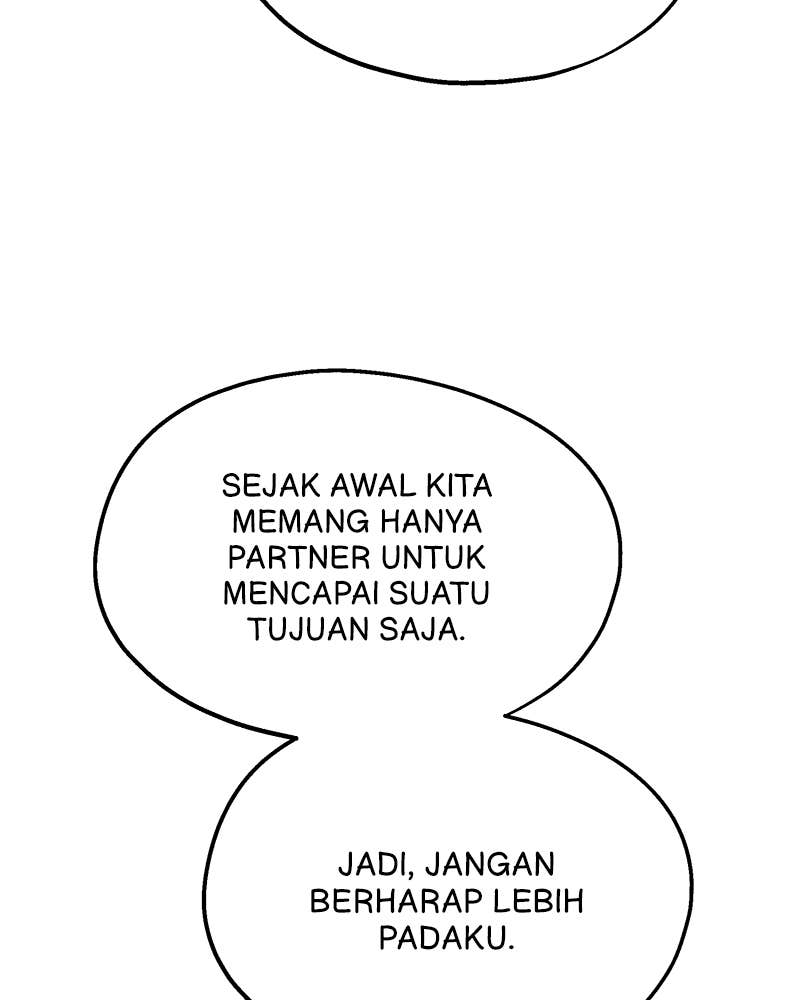 SEJAK AWAL KITA
MEMANG HANYA
PARTNER UNTUK
MENCAPAI SUATU
TUJUAN SAJA.
JADI, JANGAN
BERHARAP LEBIH
PADAKU.